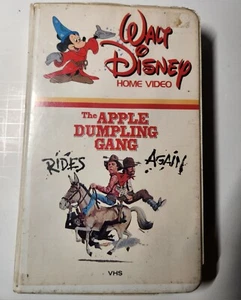 WALT
DISNEY
HOME VIDEO
The APPLE
DUMPLING
GANG
RIDES AGAIN
VHS